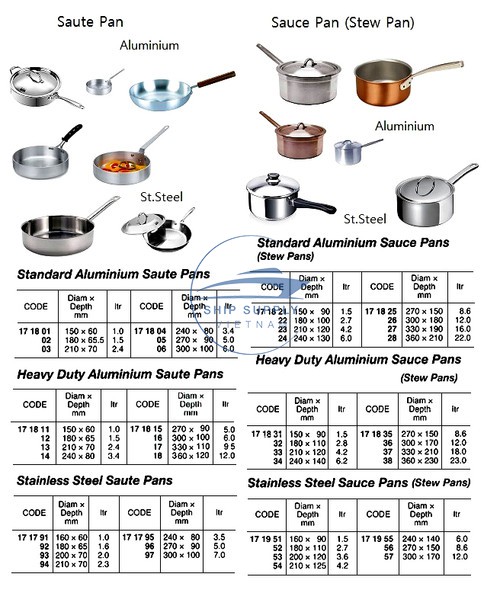 Saute Pan
Aluminium
St.Steel
Standard Aluminium Saute Pans
CODE Diam × Depth mm ltr CODE Diam × Depth mm ltr
17 18 01 150 x 60 1.0 17 18 04 240 x 80 3.4
02 180 x 65.5 1.5 05 270 x 90 5.0
03 210 x 70 2.4 06 300 x 100 6.0
Heavy Duty Aluminium Saute Pans
CODE Diam × Depth mm ltr CODE Diam × Depth mm ltr
17 18 11 150 x 60 1.0 17 18 15 270 x 90 5.0
12 180 x 65 1.5 16 300 x 100 6.0
13 210 x 70 2.4 17 330 x 110 9.5
14 240 x 80 3.4 18 360 x 120 12.0
Stainless Steel Saute Pans
CODE Diam × Depth mm ltr CODE Diam × Depth mm ltr
17 17 91 160 x 60 1.0 17 17 95 240 x 80 3.5
92 180 x 65 1.6 96 270 x 90 5.0
93 200 x 70 2.0 97 300 x 100 7.0
94 210 x 70 2.3
Sauce Pan (Stew Pan)
Aluminium
St.Steel
Standard Aluminium Sauce Pans
(Stew Pans)
CODE Diam × Depth mm ltr CODE Diam × Depth mm ltr
17 18 21 150 x 90 1.5 17 18 25 270 x 150 8.6
22 180 x 100 2.7 26 300 x 180 12.0
23 210 x 120 4.2 27 330 x 190 16.0
24 240 x 130 6.0 28 360 x 210 22.0
Heavy Duty Aluminium Sauce Pans
(Stew Pans)
CODE Diam × Depth mm ltr CODE Diam × Depth mm ltr
17 18 31 150 x 90 1.5 17 18 35 270 x 150 8.6
32 180 x 110 2.8 36 300 x 170 12.0
33 210 x 120 4.2 37 330 x 210 18.0
34 240 x 140 6.2 38 360 x 230 23.0
Stainless Steel Sauce Pans (Stew Pans)
CODE Diam × Depth mm ltr CODE Diam × Depth mm ltr
17 19 51 160 x 90 1.5 17 19 55 240 x 140 6.0
52 180 x 110 2.7 56 270 x 150 8.6
53 200 x 120 3.6 57 300 x 170 12.0
54 210 x 125 4.2
SHIP SUPPLY
VIETNAM